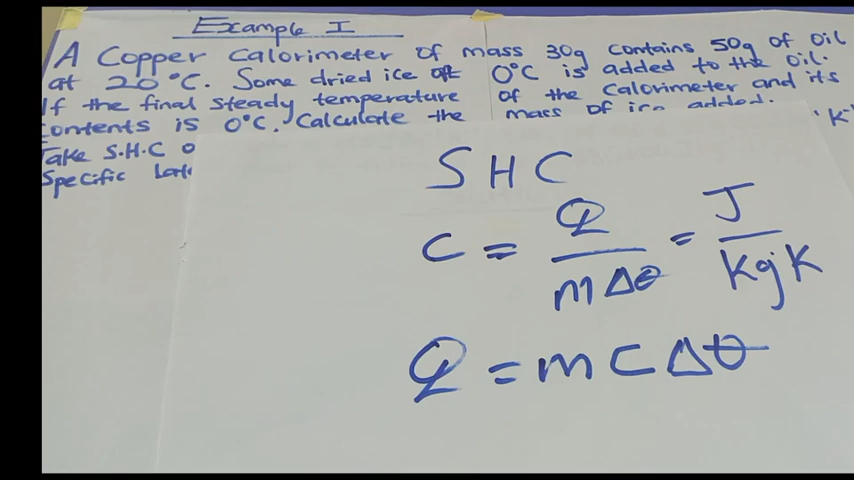 Example I
A Copper Calorimeter of mass 30g contains 50g of oil
at 20°C. Some dried ice at 0°C is added to the oil.
If the final steady temperature of the calorimeter and its
contents is 0°C. Calculate the mass of ice added.
Take S.H.C
K"
Specific
SHC
C = Q / mΔθ = J / kgK
Q = mCΔθ